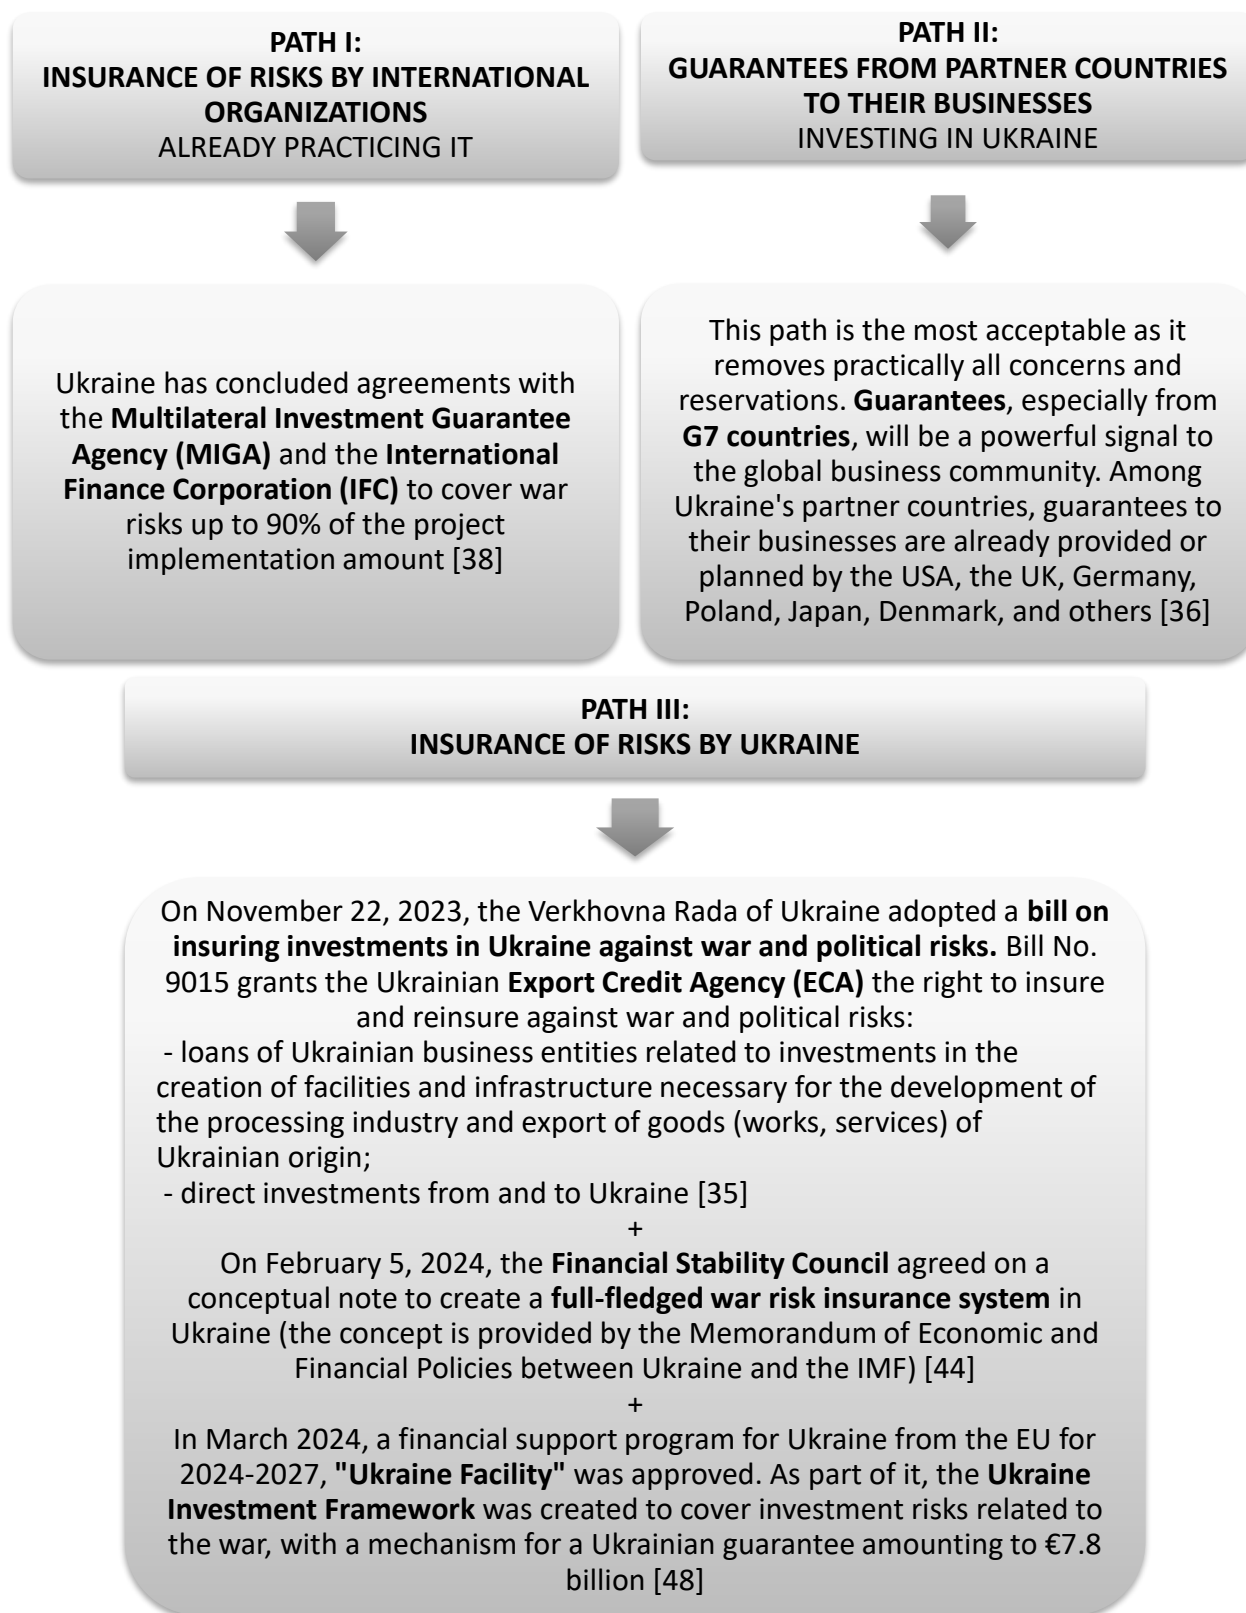 PATH I:
INSURANCE OF RISKS BY INTERNATIONAL
ORGANIZATIONS
ALREADY PRACTICING IT
PATH II:
GUARANTEES FROM PARTNER COUNTRIES
TO THEIR BUSINESSES
INVESTING IN UKRAINE
Ukraine has concluded agreements with
the Multilateral Investment Guarantee
Agency (MIGA) and the International
Finance Corporation (IFC) to cover war
risks up to 90% of the project
implementation amount [38]
This path is the most acceptable as it
removes practically all concerns and
reservations. Guarantees, especially from
G7 countries, will be a powerful signal to
the global business community. Among
Ukraine's partner countries, guarantees to
their businesses are already provided or
planned by the USA, the UK, Germany,
Poland, Japan, Denmark, and others [36]
PATH III:
INSURANCE OF RISKS BY UKRAINE
On November 22, 2023, the Verkhovna Rada of Ukraine adopted a bill on
insuring investments in Ukraine against war and political risks. Bill No.
9015 grants the Ukrainian Export Credit Agency (ECA) the right to insure
and reinsure against war and political risks:
- loans of Ukrainian business entities related to investments in the
creation of facilities and infrastructure necessary for the development of
the processing industry and export of goods (works, services) of
Ukrainian origin;
- direct investments from and to Ukraine [35]
+
On February 5, 2024, the Financial Stability Council agreed on a
conceptual note to create a full-fledged war risk insurance system in
Ukraine (the concept is provided by the Memorandum of Economic and
Financial Policies between Ukraine and the IMF) [44]
+
In March 2024, a financial support program for Ukraine from the EU for
2024-2027, "Ukraine Facility" was approved. As part of it, the Ukraine
Investment Framework was created to cover investment risks related to
the war, with a mechanism for a Ukrainian guarantee amounting to €7.8
billion [48]